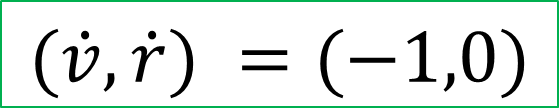 (v̇, ṙ) = (−1,0)